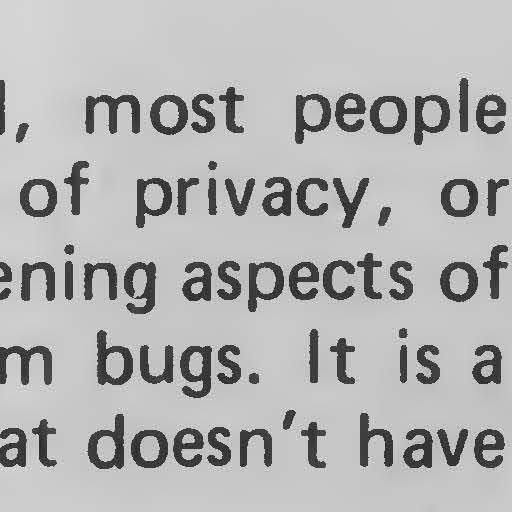 , most people
of privacy, or
ening aspects of
m bugs. It is a
at doesn't have